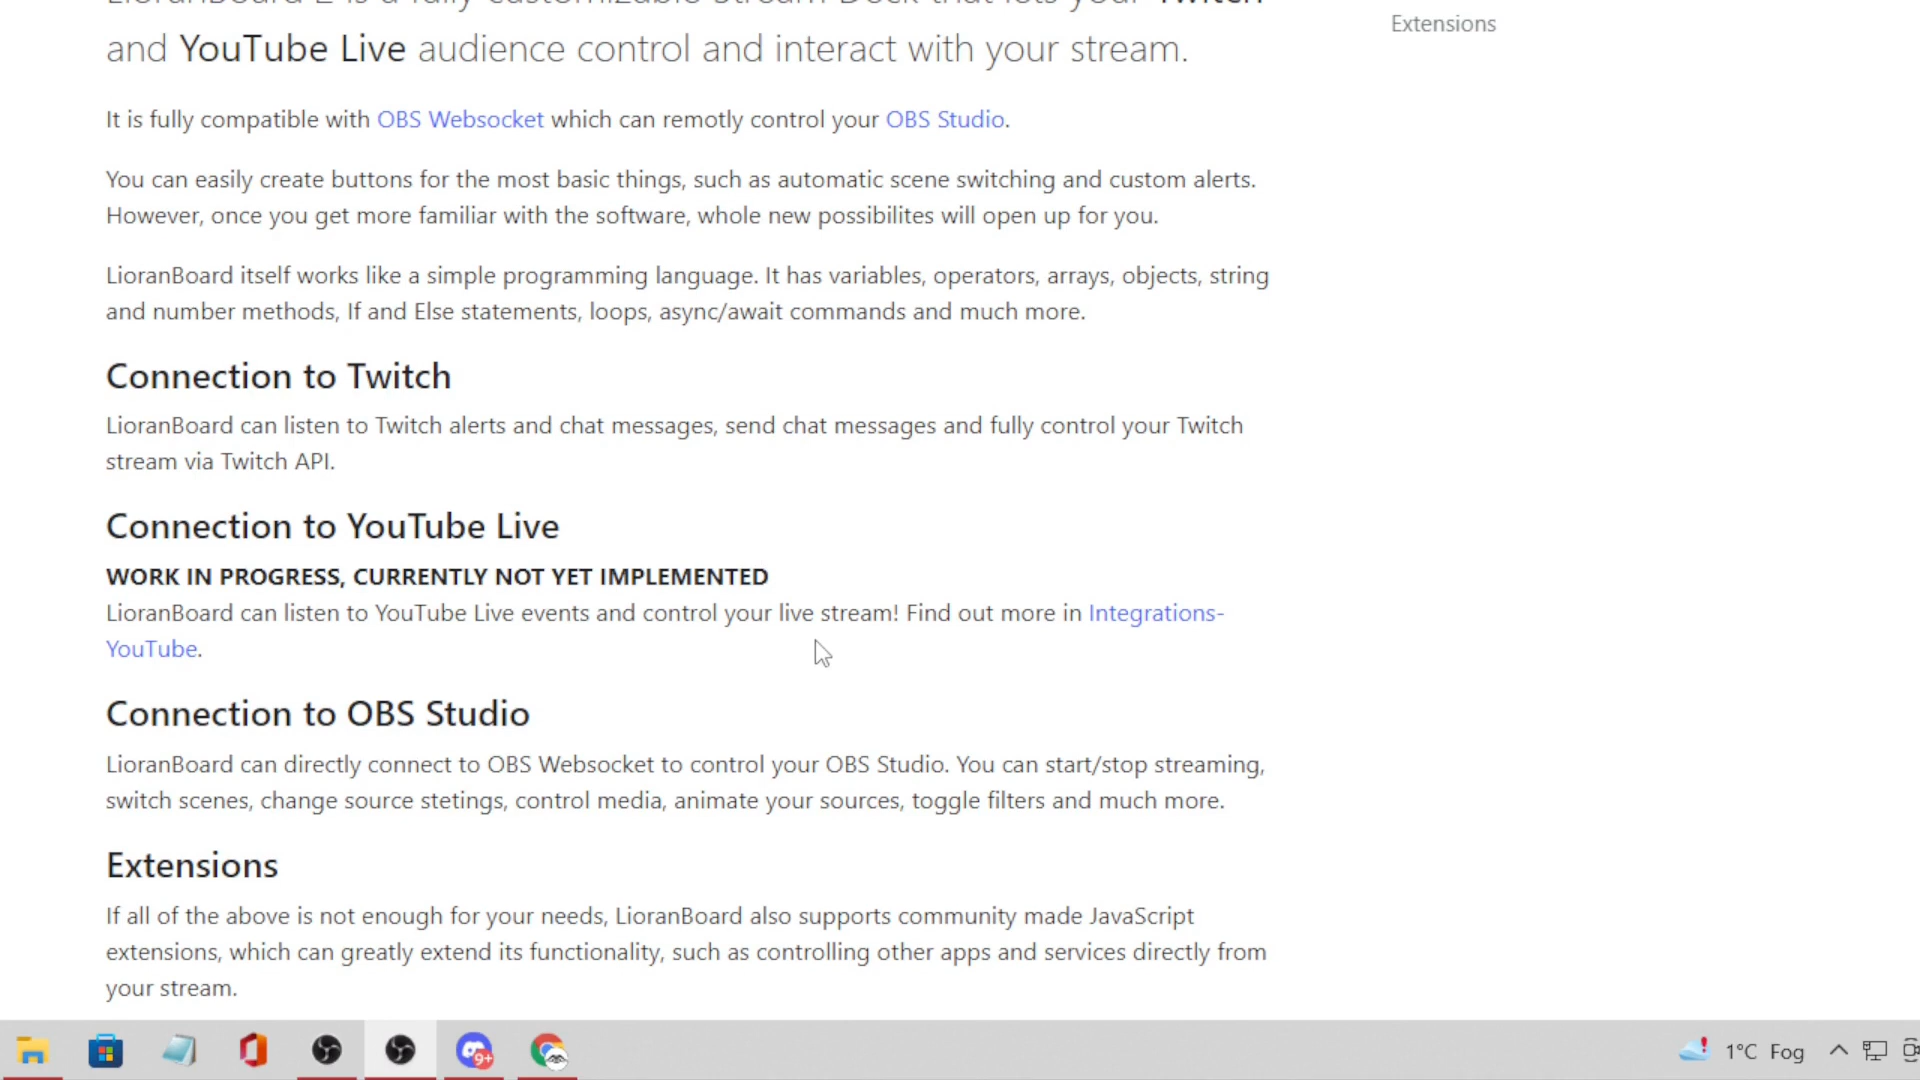 and YouTube Live audience control and interact with your stream.
Extensions
It is fully compatible with OBS Websocket which can remotly control your OBS Studio.
You can easily create buttons for the most basic things, such as automatic scene switching and custom alerts.
However, once you get more familiar with the software, whole new possibilites will open up for you.
LioranBoard itself works like a simple programming language. It has variables, operators, arrays, objects, string
and number methods, If and Else statements, loops, async/await commands and much more.
Connection to Twitch
LioranBoard can listen to Twitch alerts and chat messages, send chat messages and fully control your Twitch
stream via Twitch API.
Connection to YouTube Live
WORK IN PROGRESS, CURRENTLY NOT YET IMPLEMENTED
LioranBoard can listen to YouTube Live events and control your live stream! Find out more in Integrations-
YouTube.
Connection to OBS Studio
LioranBoard can directly connect to OBS Websocket to control your OBS Studio. You can start/stop streaming,
switch scenes, change source stetings, control media, animate your sources, toggle filters and much more.
Extensions
If all of the above is not enough for your needs, LioranBoard also supports community made JavaScript
extensions, which can greatly extend its functionality, such as controlling other apps and services directly from
your stream.
9+
1°C Fog